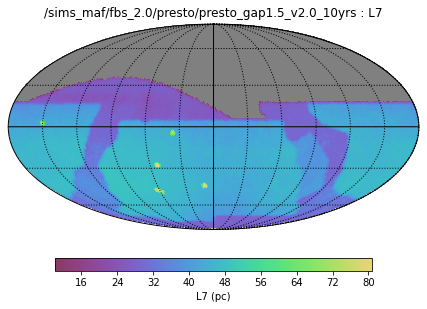 /sims_maf/fbs_2.0/presto/presto_gap1.5_v2.0_10yrs : L7
16 24 32 40 48 56 64 72 80
L7 (pc)